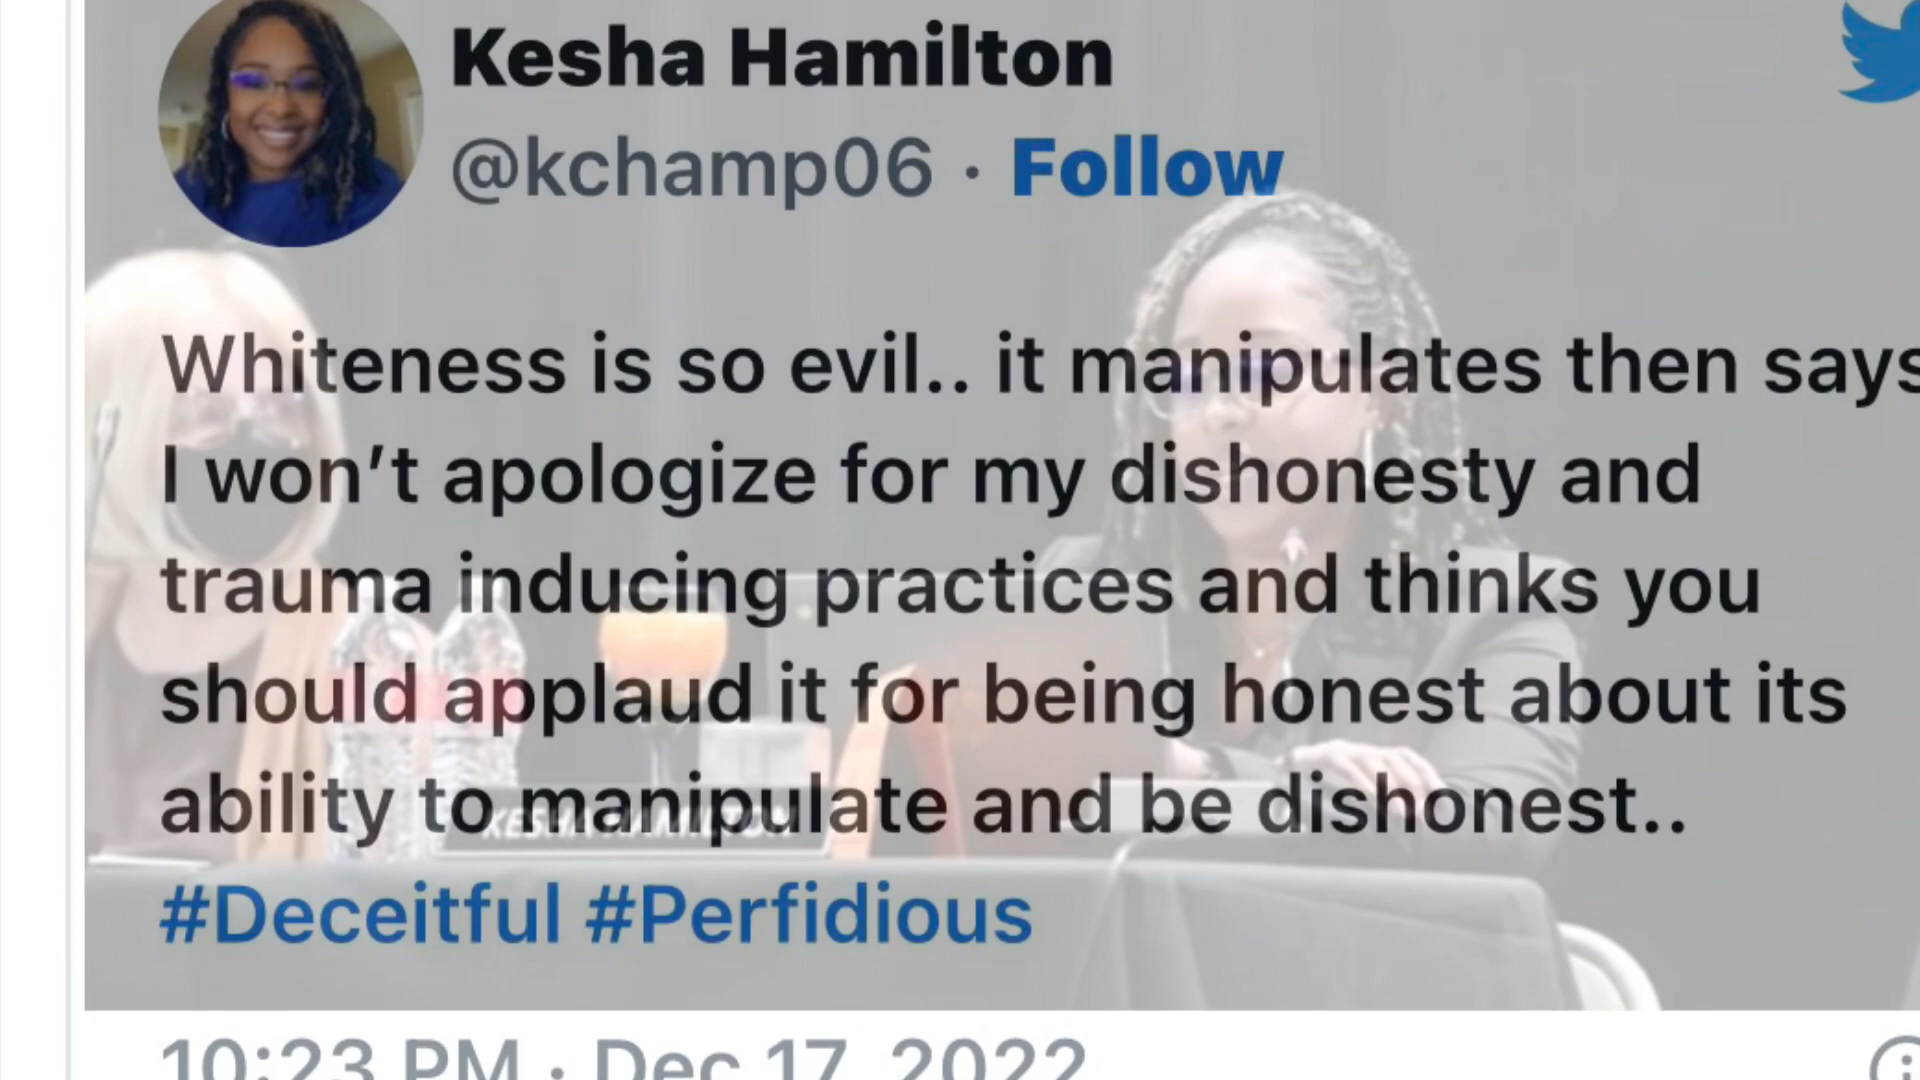 Kesha Hamilton
@kchamp06 · Follow
Whiteness is so evil.. it manipulates then says
I won't apologize for my dishonesty and
trauma inducing practices and thinks you
should applaud it for being honest about its
ability to manipulate and be dishonest..
KESHA HAMILTON
#Deceitful #Perfidious
10:23 PM · Dec 17, 2022